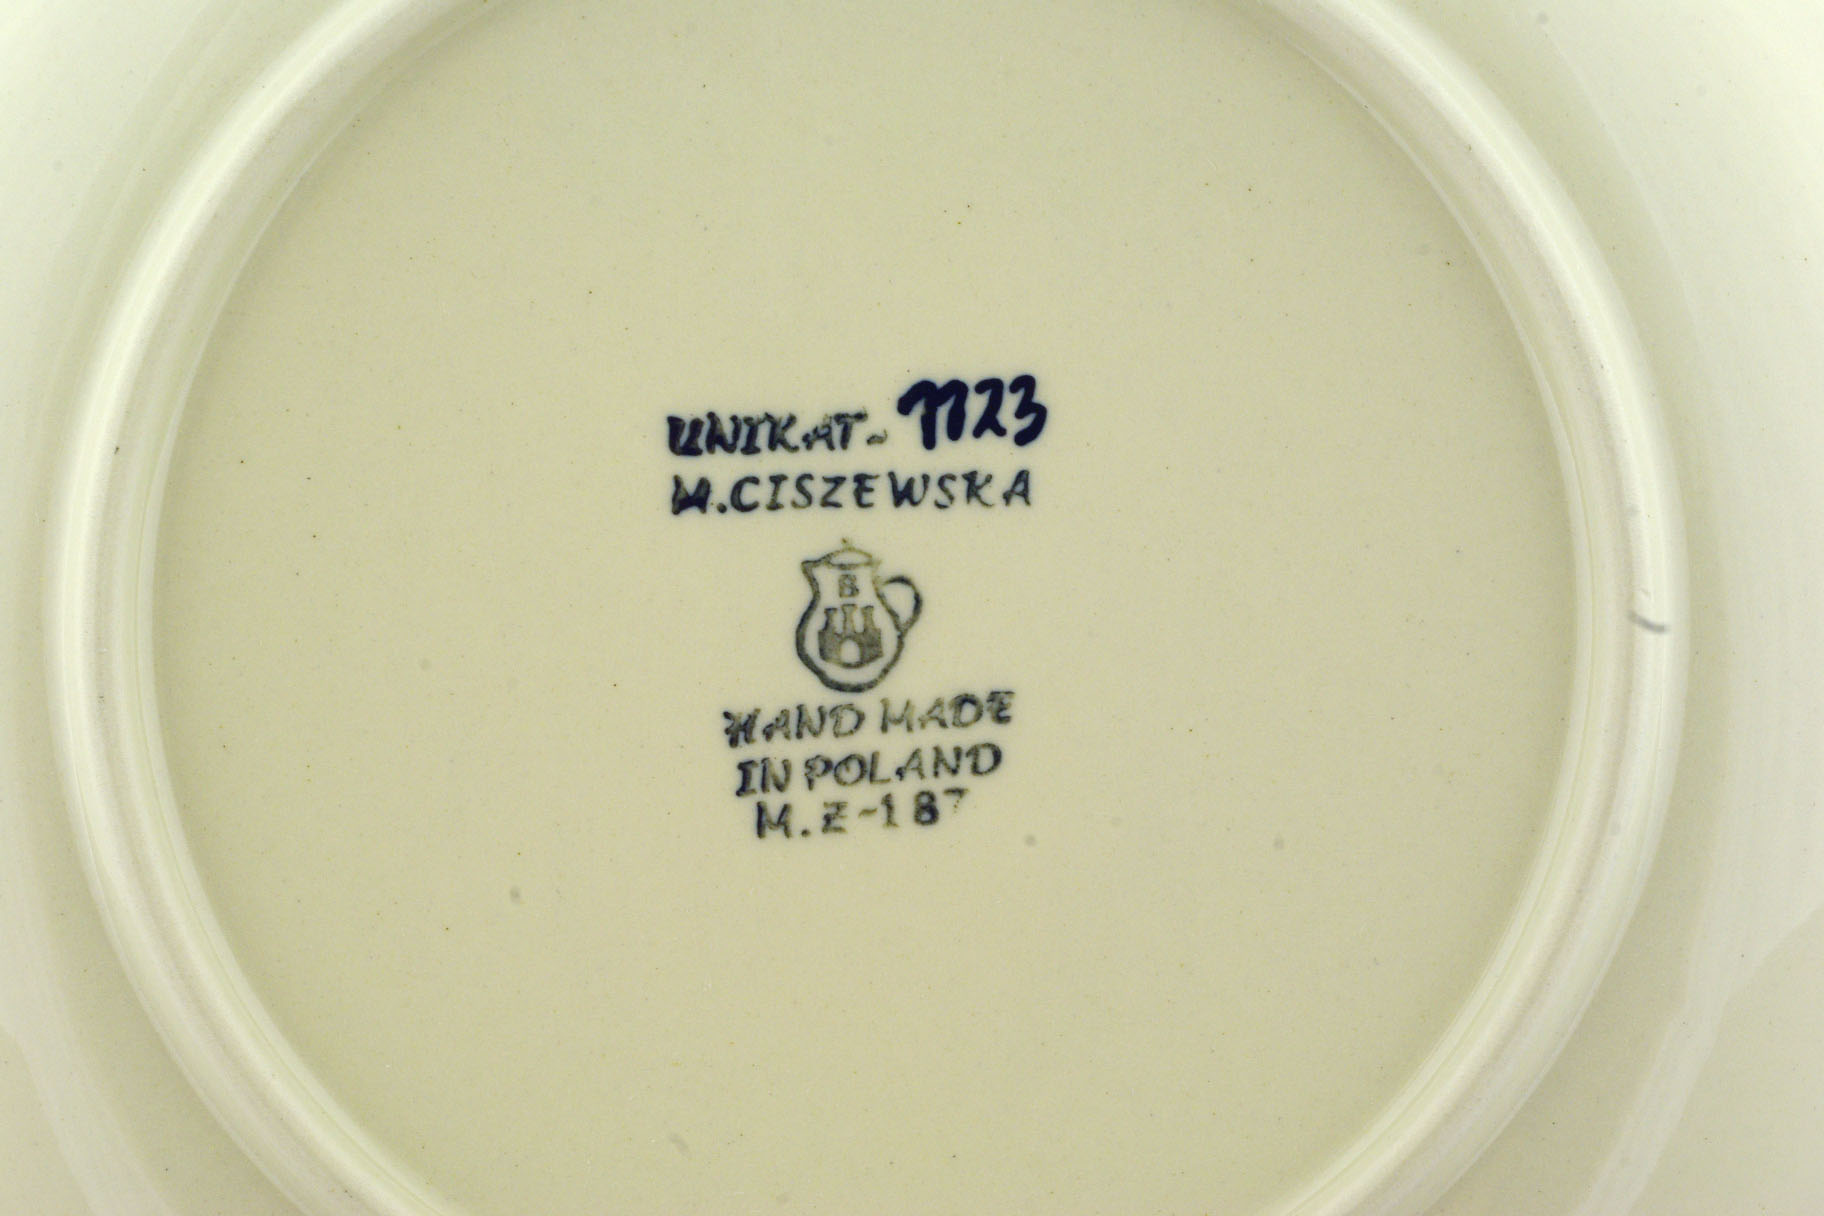 UNIKAT- 1123
M.CISZEWSKA
B
HAND MADE
IN POLAND
M.Z-187